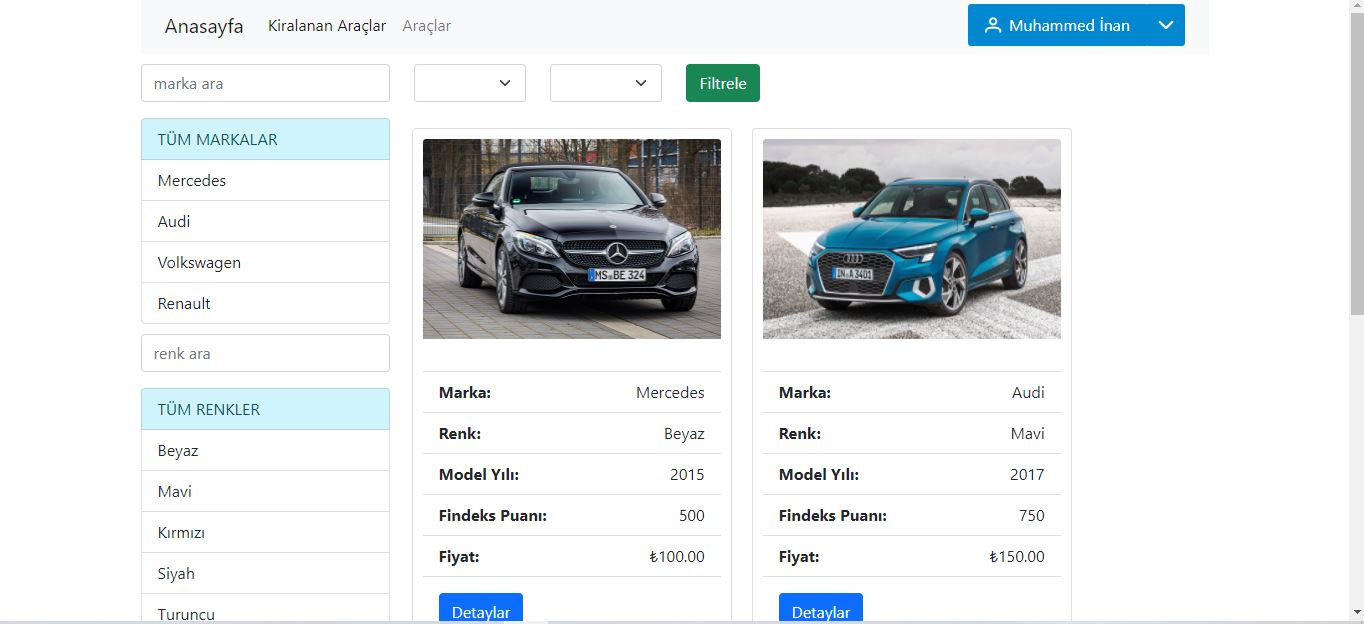 Anasayfa Kiralanan Araçlar Araçlar Muhammed İnan
marka ara Filtrele
TÜM MARKALAR
Mercedes
Audi
Volkswagen
Renault
renk ara
TÜM RENKLER
Beyaz
Mavi
Kırmızı
Siyah
Turuncu
MS BE 324
Marka: Mercedes
Renk: Beyaz
Model Yılı: 2015
Findeks Puanı: 500
Fiyat: ₺100.00
Detaylar
IN A 3401
Marka: Audi
Renk: Mavi
Model Yılı: 2017
Findeks Puanı: 750
Fiyat: ₺150.00
Detaylar